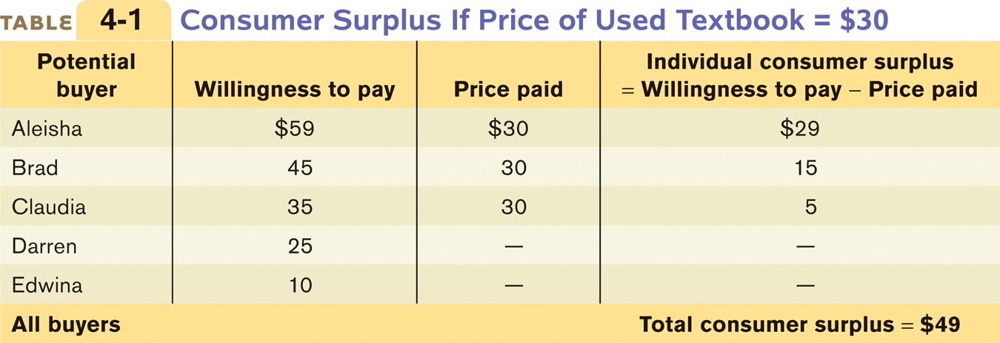 TABLE 4-1 Consumer Surplus If Price of Used Textbook = $30
Potential buyer Willingness to pay Price paid Individual consumer surplus = Willingness to pay – Price paid
Aleisha $59 $30 $29
Brad 45 30 15
Claudia 35 30 5
Darren 25 — —
Edwina 10 — —
All buyers Total consumer surplus = $49